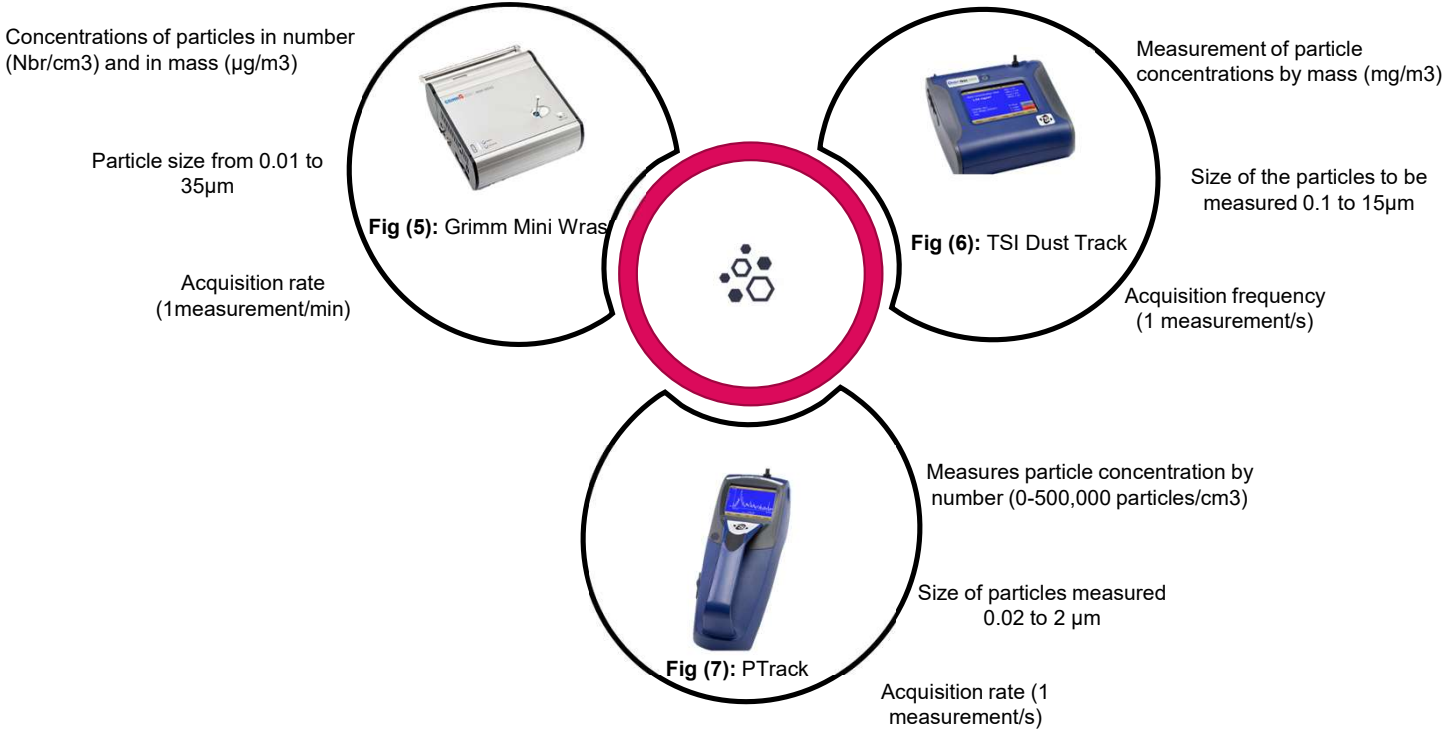 Concentrations of particles in number
(Nbr/cm3) and in mass (µg/m3)
Particle size from 0.01 to
35µm
Acquisition rate
(1measurement/min)
Fig (5): Grimm Mini Wras
Measurement of particle
concentrations by mass (mg/m3)
Size of the particles to be
measured 0.1 to 15µm
Acquisition frequency
(1 measurement/s)
Fig (6): TSI Dust Track
Measures particle concentration by
number (0-500,000 particles/cm3)
Size of particles measured
0.02 to 2 µm
Acquisition rate (1
measurement/s)
Fig (7): PTrack